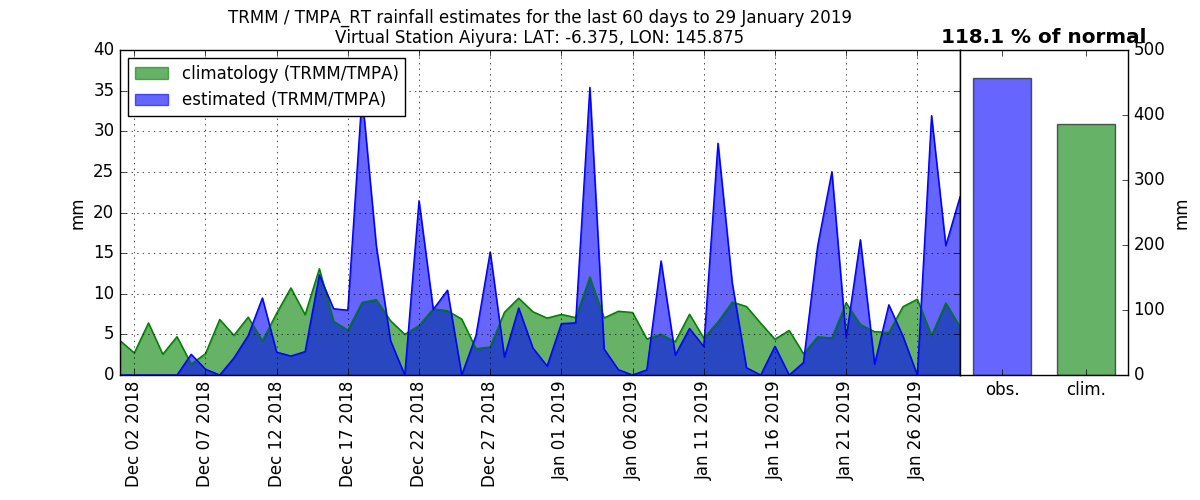 TRMM / TMPA_RT rainfall estimates for the last 60 days to 29 January 2019
Virtual Station Aiyura: LAT: -6.375, LON: 145.875
118.1 % of normal
climatology (TRMM/TMPA)
estimated (TRMM/TMPA)
40
35
30
25
20
15
10
5
0
mm
Dec 02 2018
Dec 07 2018
Dec 12 2018
Dec 17 2018
Dec 22 2018
Dec 27 2018
Jan 01 2019
Jan 06 2019
Jan 11 2019
Jan 16 2019
Jan 21 2019
Jan 26 2019
500
400
300
200
100
0
mm
obs.
clim.